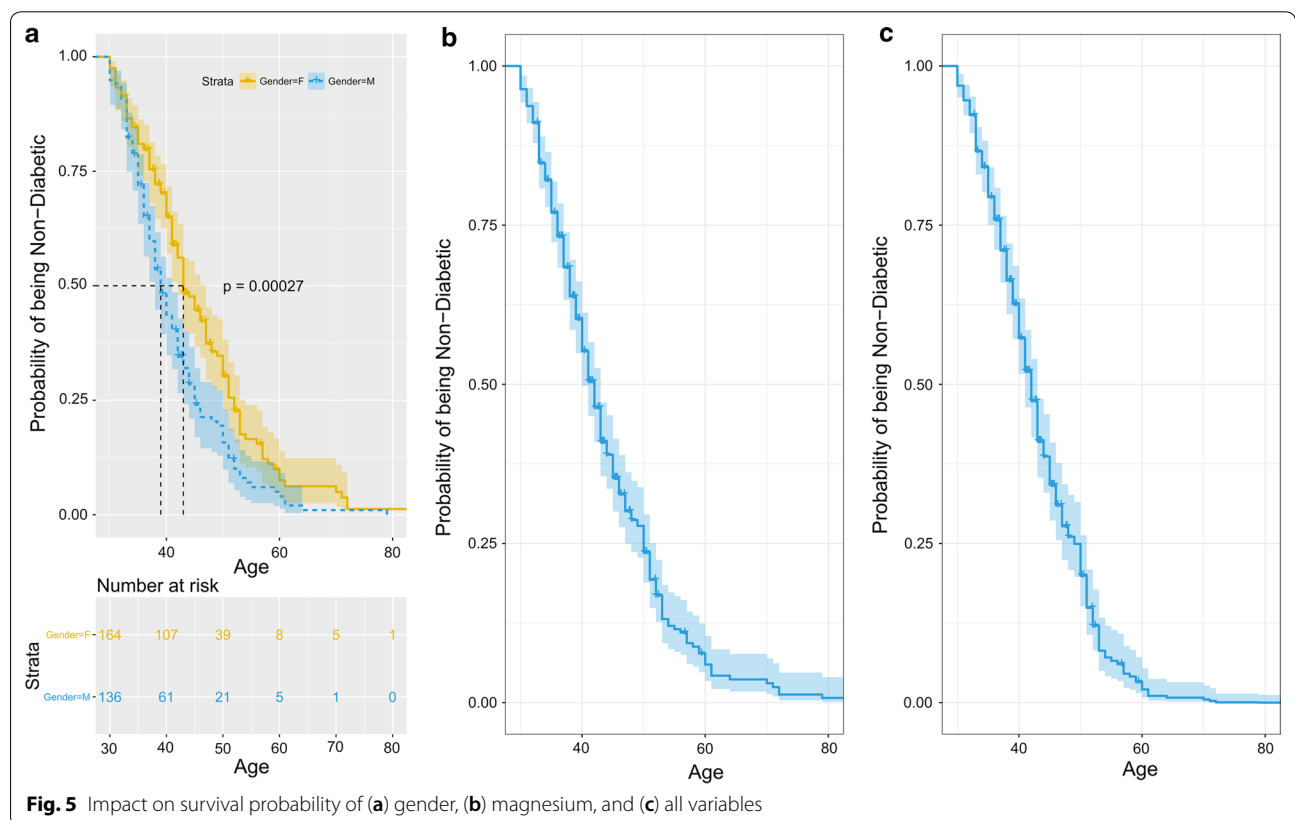 a
1.00
0.75
0.50
0.25
0.00
Probability of being Non−Diabetic
Strata Gender=F Gender=M
p = 0.00027
40 60 80
Age
Number at risk
Strata
Gender=F 164 107 39 8 5 1
Gender=M 136 61 21 5 1 0
30 40 50 60 70 80
Age
b
1.00
0.75
0.50
0.25
0.00
Probability of being Non−Diabetic
40 60 80
Age
c
1.00
0.75
0.50
0.25
0.00
Probability of being Non−Diabetic
40 60 80
Age
Fig. 5 Impact on survival probability of (a) gender, (b) magnesium, and (c) all variables